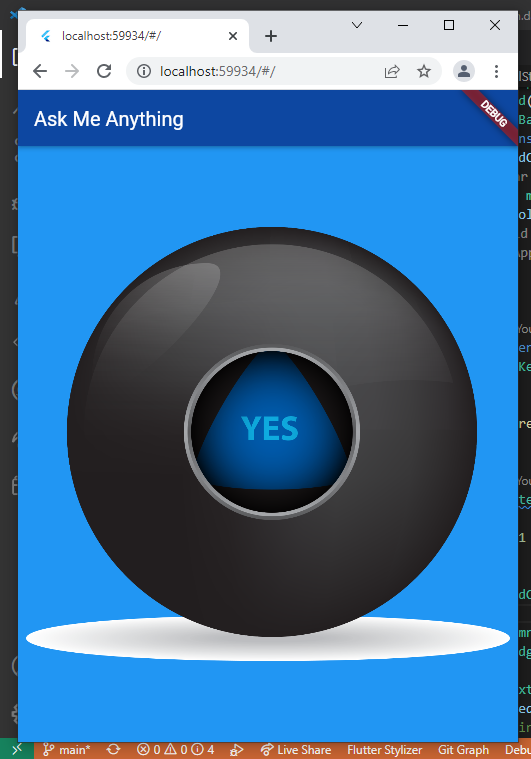 localhost:59934/#/
localhost:59934/#/
Ask Me Anything
DEBUG
YES
main* 0 0 4 Live Share Flutter Stylizer Git Graph Debu